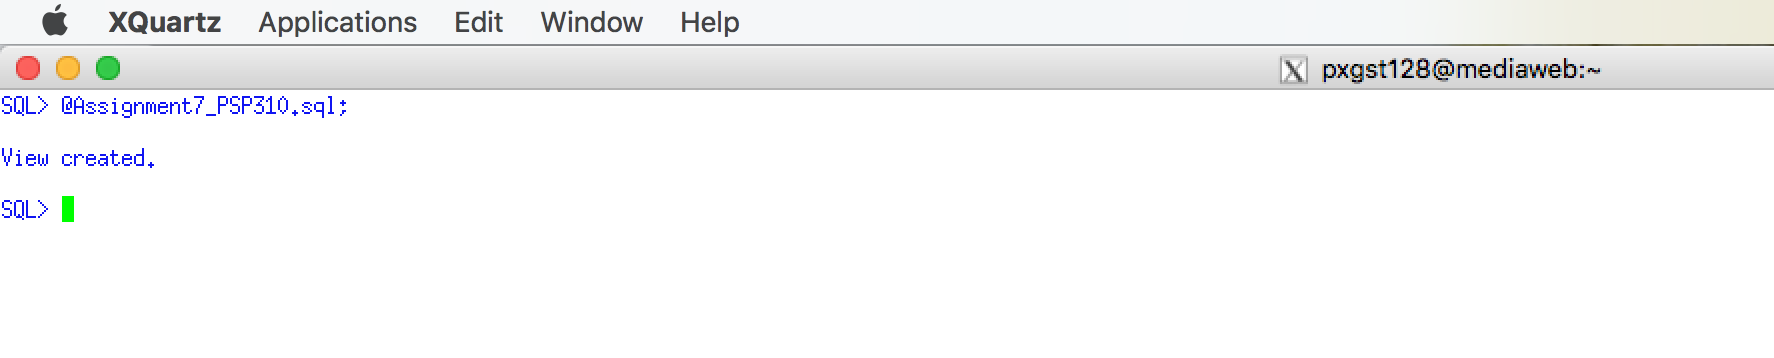 XQuartz Applications Edit Window Help
X pxgst128@mediaweb:~
SQL> @Assignment7_PSP310.sql;
View created.
SQL>